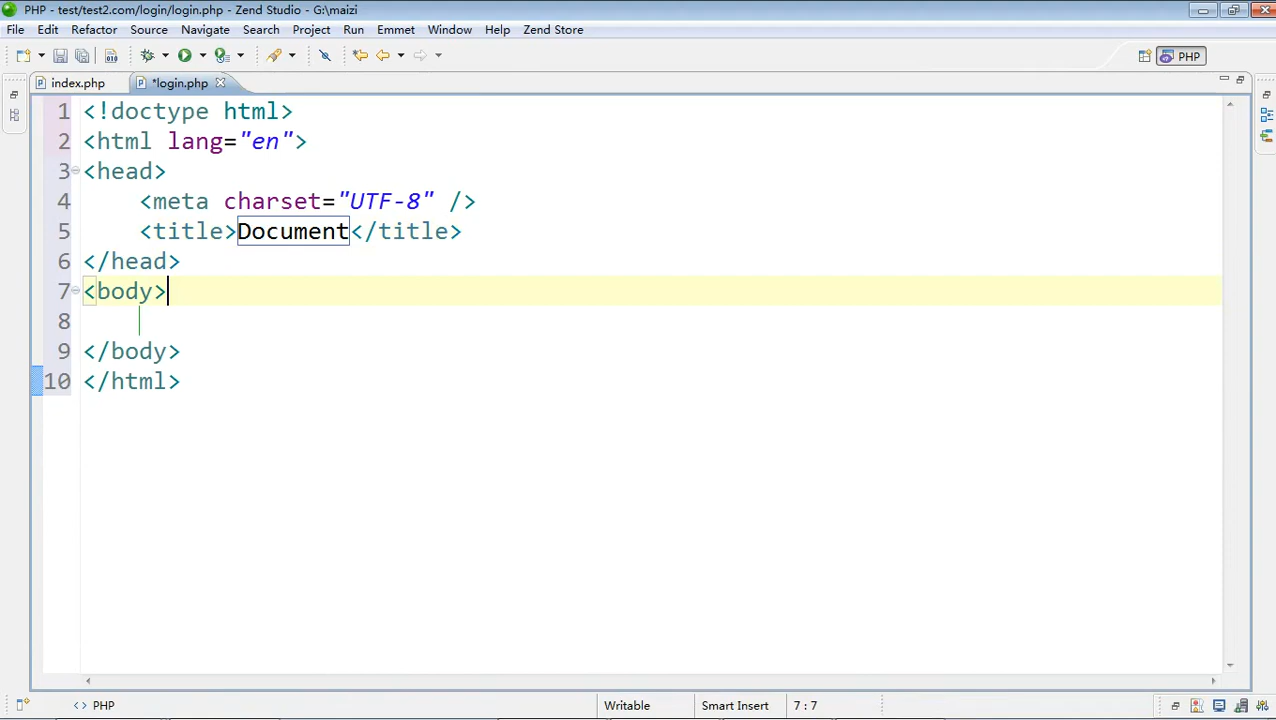 PHP - test/test2.com/login/login.php - Zend Studio - G:\maizi
File Edit Refactor Source Navigate Search Project Run Emmet Window Help Zend Store
PHP
index.php *login.php
1 <!doctype html>
2 <html lang="en">
3 <head>
4 <meta charset="UTF-8" />
5 <title>Document</title>
6 </head>
7 <body>
8
9 </body>
10 </html>
<> PHP Writable Smart Insert 7 : 7